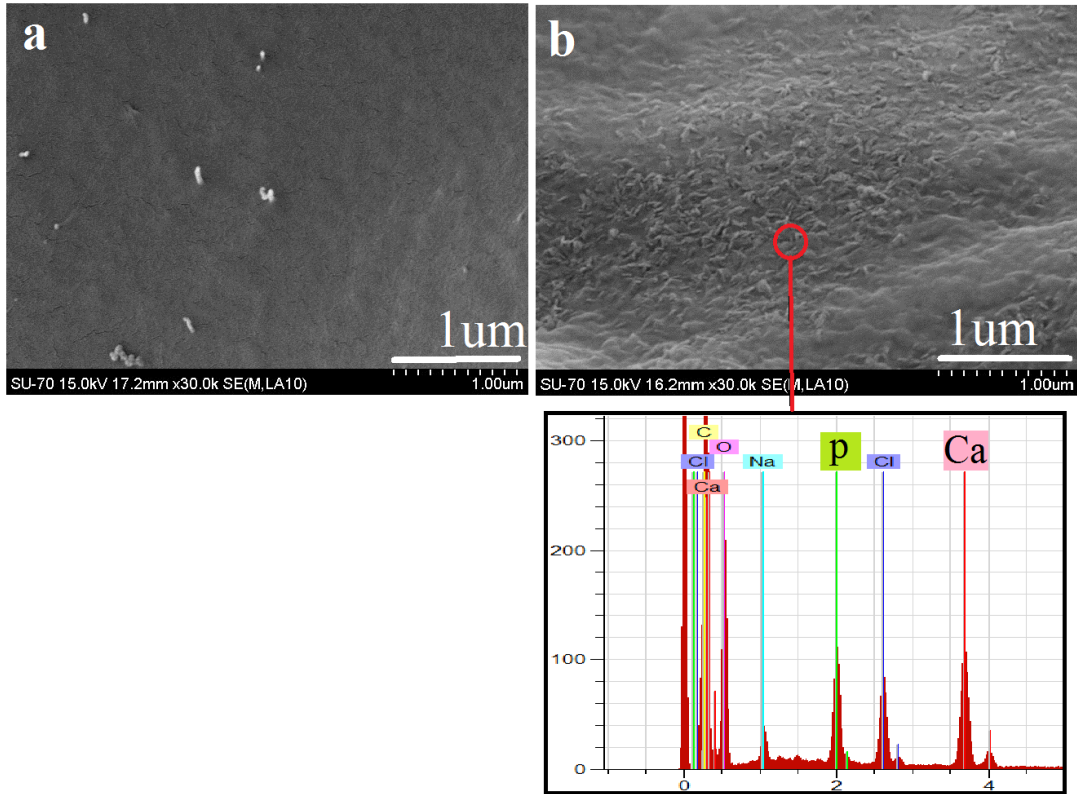 a
1um
SU-70 15.0kV 17.2mm x30.0k SE(M,LA10)
1.00um
b
1um
SU-70 15.0kV 16.2mm x30.0k SE(M,LA10)
1.00um
300
200
100
0
C
O
Cl
Ca
Na
p
Cl
Ca
0
2
4